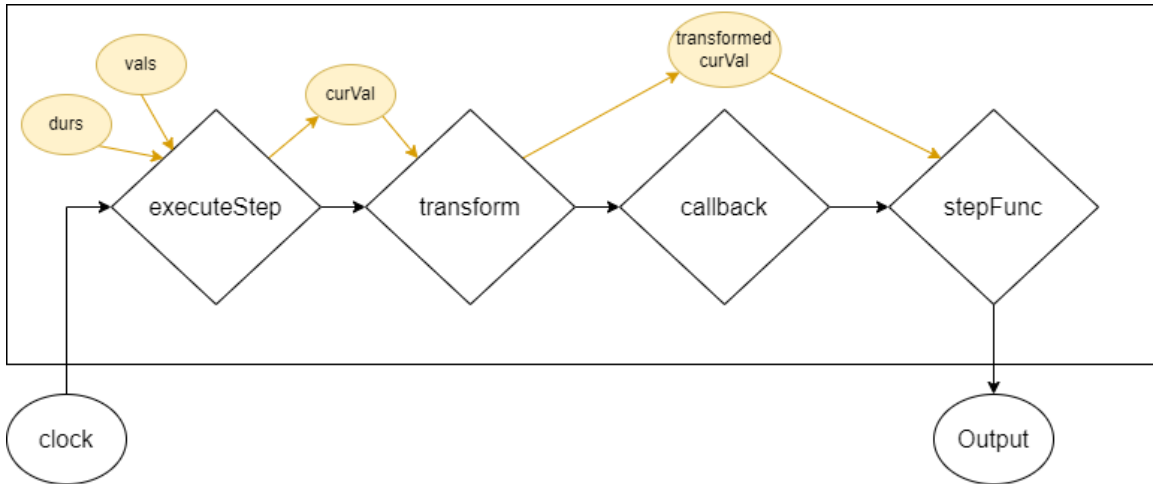 transformed
curVal
vals
curVal
durs
executeStep
transform
callback
stepFunc
clock
Output